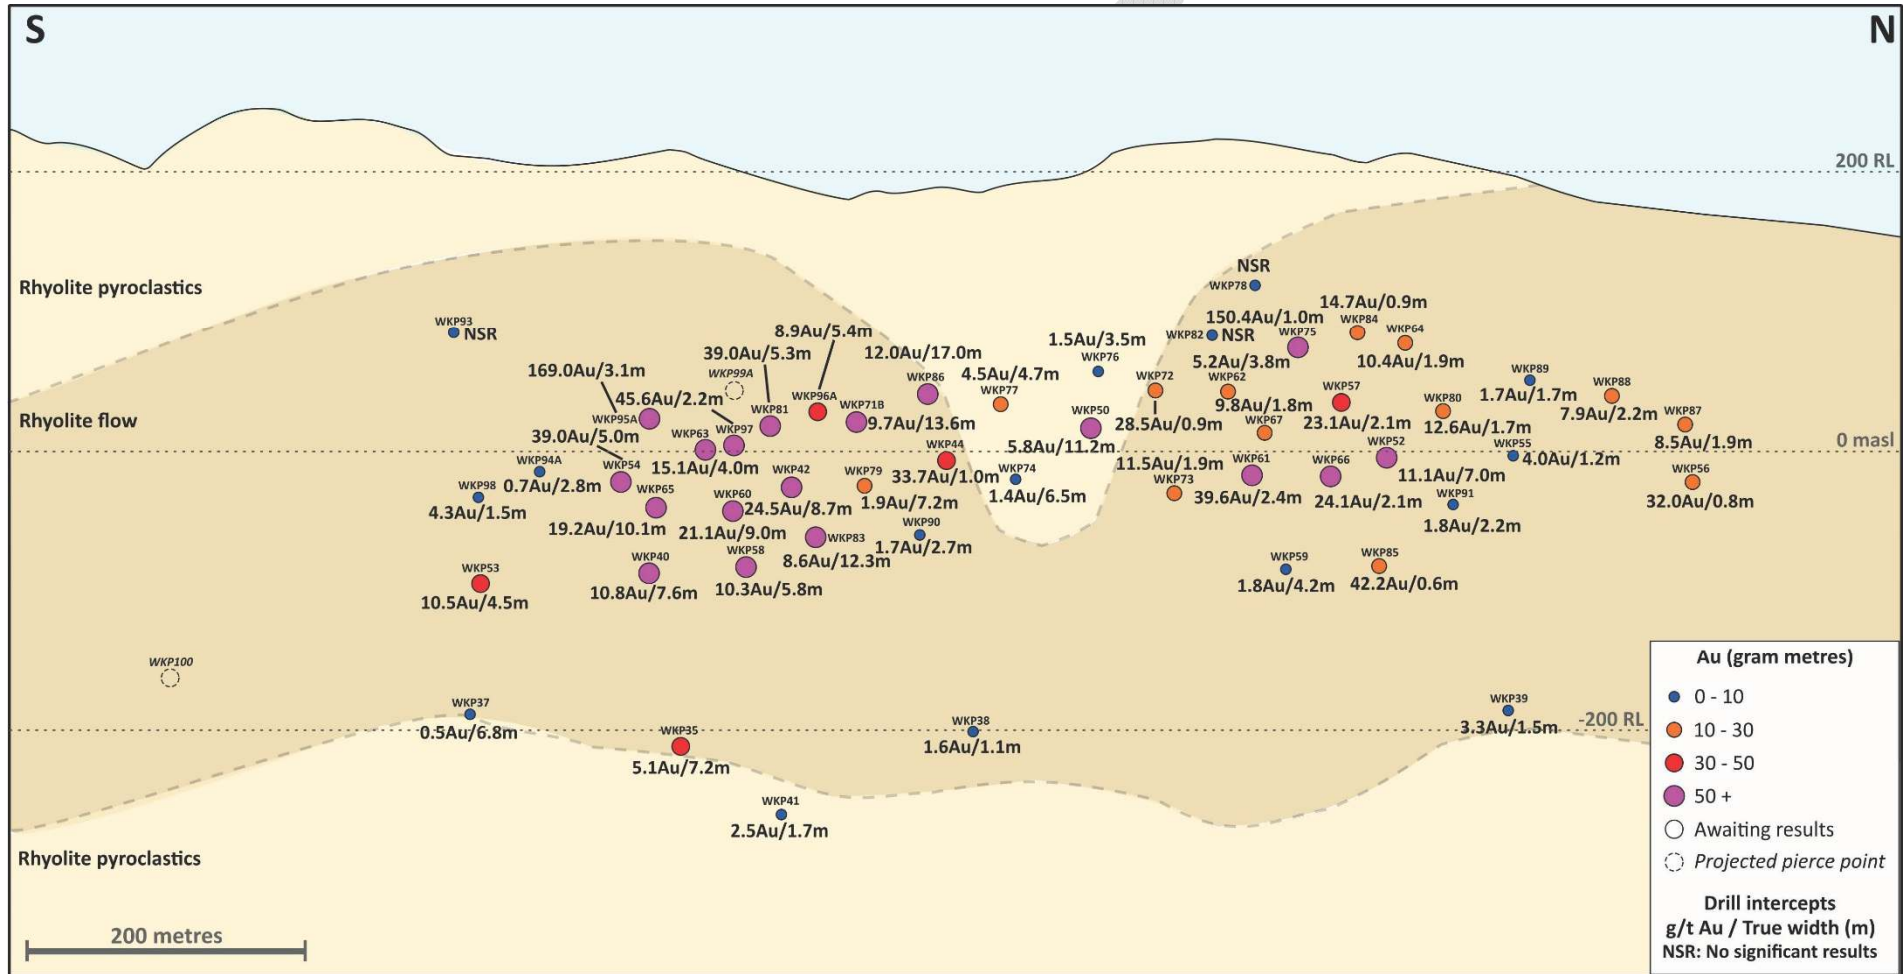 S
N
200 RL
Rhyolite pyroclastics
NSR
WKP78
14.7Au/0.9m
150.4Au/1.0m
WKP93
NSR
8.9Au/5.4m
1.5Au/3.5m
WKP82
NSR
WKP75
WKP84
WKP64
39.0Au/5.3m
12.0Au/17.0m
WKP76
5.2Au/3.8m
10.4Au/1.9m
169.0Au/3.1m
WKP99A
WKP86
4.5Au/4.7m
WKP72
WKP62
WKP57
WKP89
WKP88
45.6Au/2.2m
WKP96A
WKP77
9.8Au/1.8m
1.7Au/1.7m
WKP80
7.9Au/2.2m
WKP87
Rhyolite flow
WKP95A
WKP81
WKP71B
9.7Au/13.6m
WKP50
28.5Au/0.9m
WKP67
23.1Au/2.1m
12.6Au/1.7m
8.5Au/1.9m
39.0Au/5.0m
WKP63
WKP97
WKP44
5.8Au/11.2m
WKP52
WKP55
0 masl
WKP94A
WKP54
15.1Au/4.0m
WKP42
WKP79
33.7Au/1.0m
WKP74
11.5Au/1.9m
WKP61
WKP66
11.1Au/7.0m
4.0Au/1.2m
WKP56
0.7Au/2.8m
WKP73
WKP98
WKP65
WKP60
1.4Au/6.5m
39.6Au/2.4m
24.1Au/2.1m
WKP91
32.0Au/0.8m
4.3Au/1.5m
24.5Au/8.7m
1.9Au/7.2m
19.2Au/10.1m
21.1Au/9.0m
WKP90
1.8Au/2.2m
WKP83
1.7Au/2.7m
WKP40
WKP58
8.6Au/12.3m
WKP59
WKP85
WKP53
10.8Au/7.6m
10.3Au/5.8m
1.8Au/4.2m
42.2Au/0.6m
10.5Au/4.5m
WKP100
WKP37
WKP39
0.5Au/6.8m
WKP35
WKP38
3.3Au/1.5m
-200 RL
1.6Au/1.1m
5.1Au/7.2m
WKP41
2.5Au/1.7m
Rhyolite pyroclastics
200 metres
Au (gram metres)
0 - 10
10 - 30
30 - 50
50 +
Awaiting results
Projected pierce point
Drill intercepts
g/t Au / True width (m)
NSR: No significant results